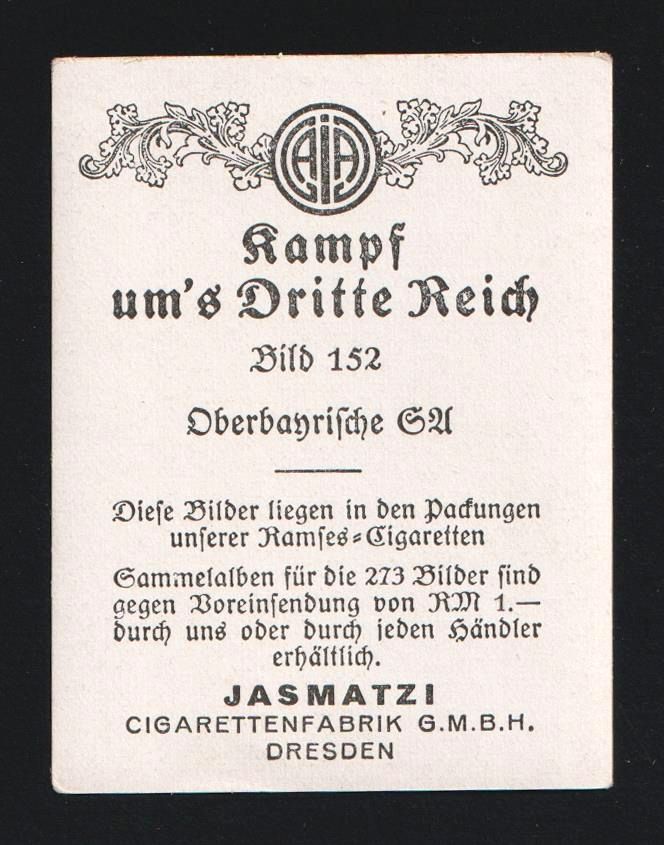 Kampf
um's Dritte Reich
Bild 152
Oberbayrische SA
Diese Bilder liegen in den Packungen
unserer Ramses=Cigaretten
Sammelalben für die 273 Bilder sind
gegen Voreinsendung von RM 1.—
durch uns oder durch jeden Händler
erhältlich.
JASMATZI
CIGARETTENFABRIK G.M.B.H.
DRESDEN